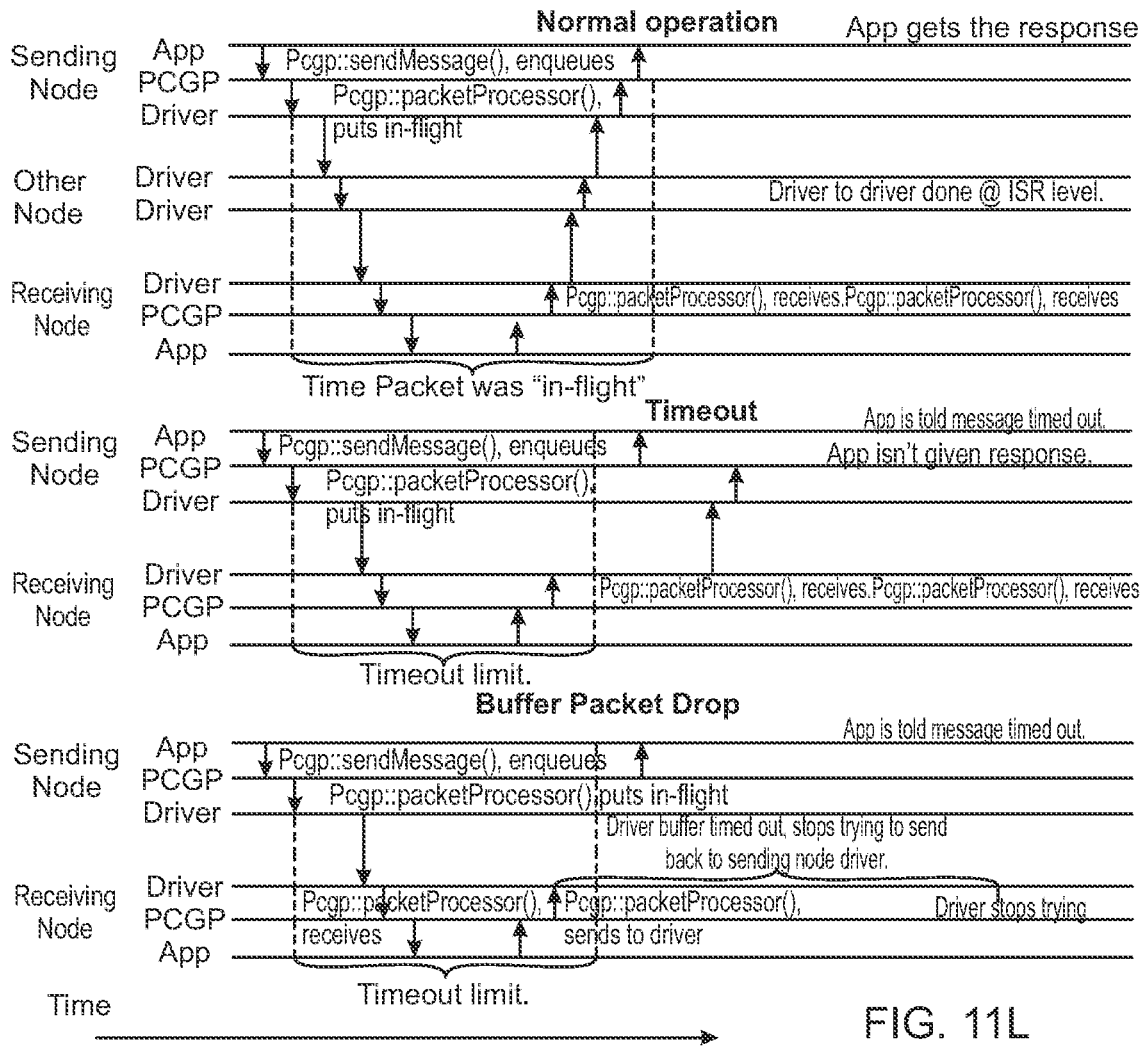 Normal operation
App gets the response
Sending Node
App
Pcgp::sendMessage(), enqueues
PCGP
Pcgp::packetProcessor(), puts in-flight
Driver
Other Node
Driver
Driver to driver done @ ISR level.
Driver
Receiving Node
Driver
Pcgp::packetProcessor(), receives.Pcgp::packetProcessor(), receives
PCGP
App
Time Packet was “in-flight”
Timeout
App is told message timed out.
Sending Node
App
Pcgp::sendMessage(), enqueues
App isn't given response.
PCGP
Pcgp::packetProcessor(), puts in-flight
Driver
Receiving Node
Driver
Pcgp::packetProcessor(), receives.Pcgp::packetProcessor(), receives
PCGP
App
Timeout limit.
Buffer Packet Drop
App is told message timed out.
Sending Node
App
Pcgp::sendMessage(), enqueues
PCGP
Pcgp::packetProcessor(),puts in-flight
Driver
Driver buffer timed out, stops trying to send
back to sending node driver.
Receiving Node
Driver
Pcgp::packetProcessor(), receives
Pcgp::packetProcessor(), sends to driver
Driver stops trying
PCGP
App
Timeout limit.
Time
FIG. 11L